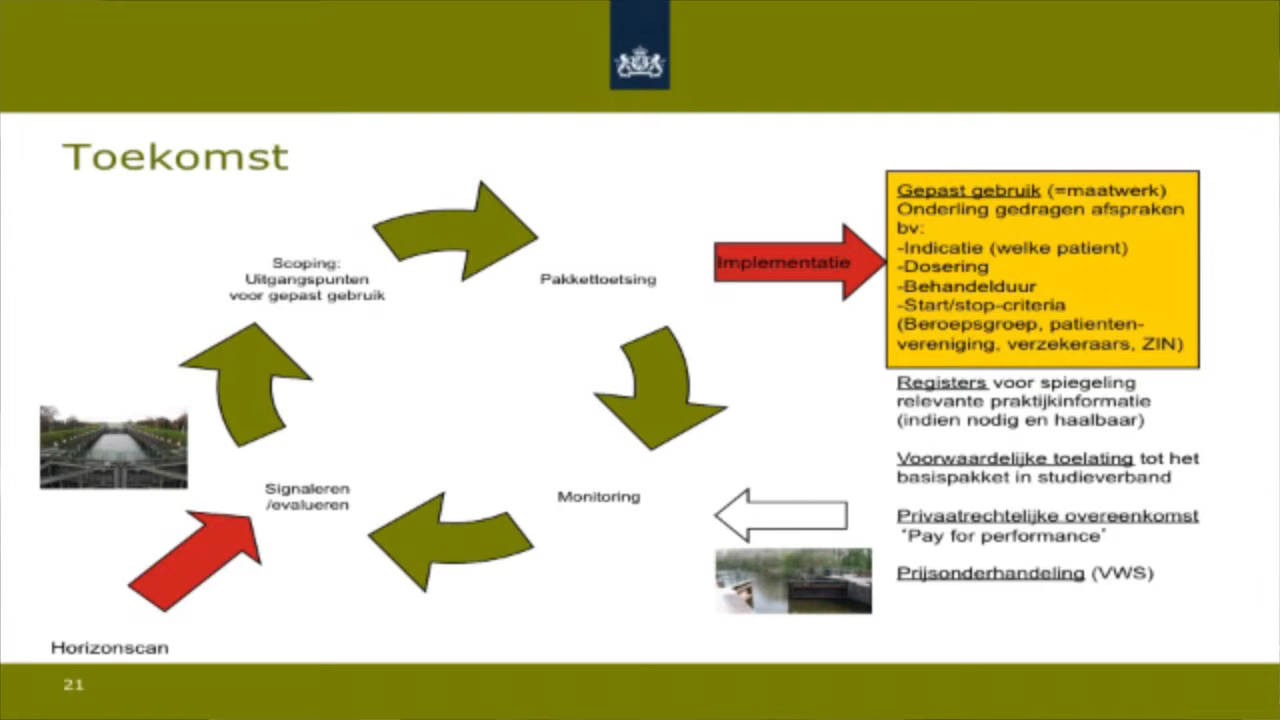 Toekomst
Scoping:
Uitgangspunten
voor gepast gebruik
Pakkettoetsing
Implementatie
Gepast gebruik (=maatwerk)
Onderling gedragen afspraken
bv:
-Indicatie (welke patient)
-Dosering
-Behandelduur
-Start/stop-criteria
(Beroepsgroep, patienten-
vereniging, verzekeraars, ZIN)
Registers voor spiegeling
relevante praktijkinformatie
(indien nodig en haalbaar)
Voorwaardelijke toelating tot het
basispakket in studieverband
Privaatrechtelijke overeenkomst
"Pay for performance"
Prijsonderhandeling (VWS)
Signaleren
/evalueren
Monitoring
Horizonscan
21